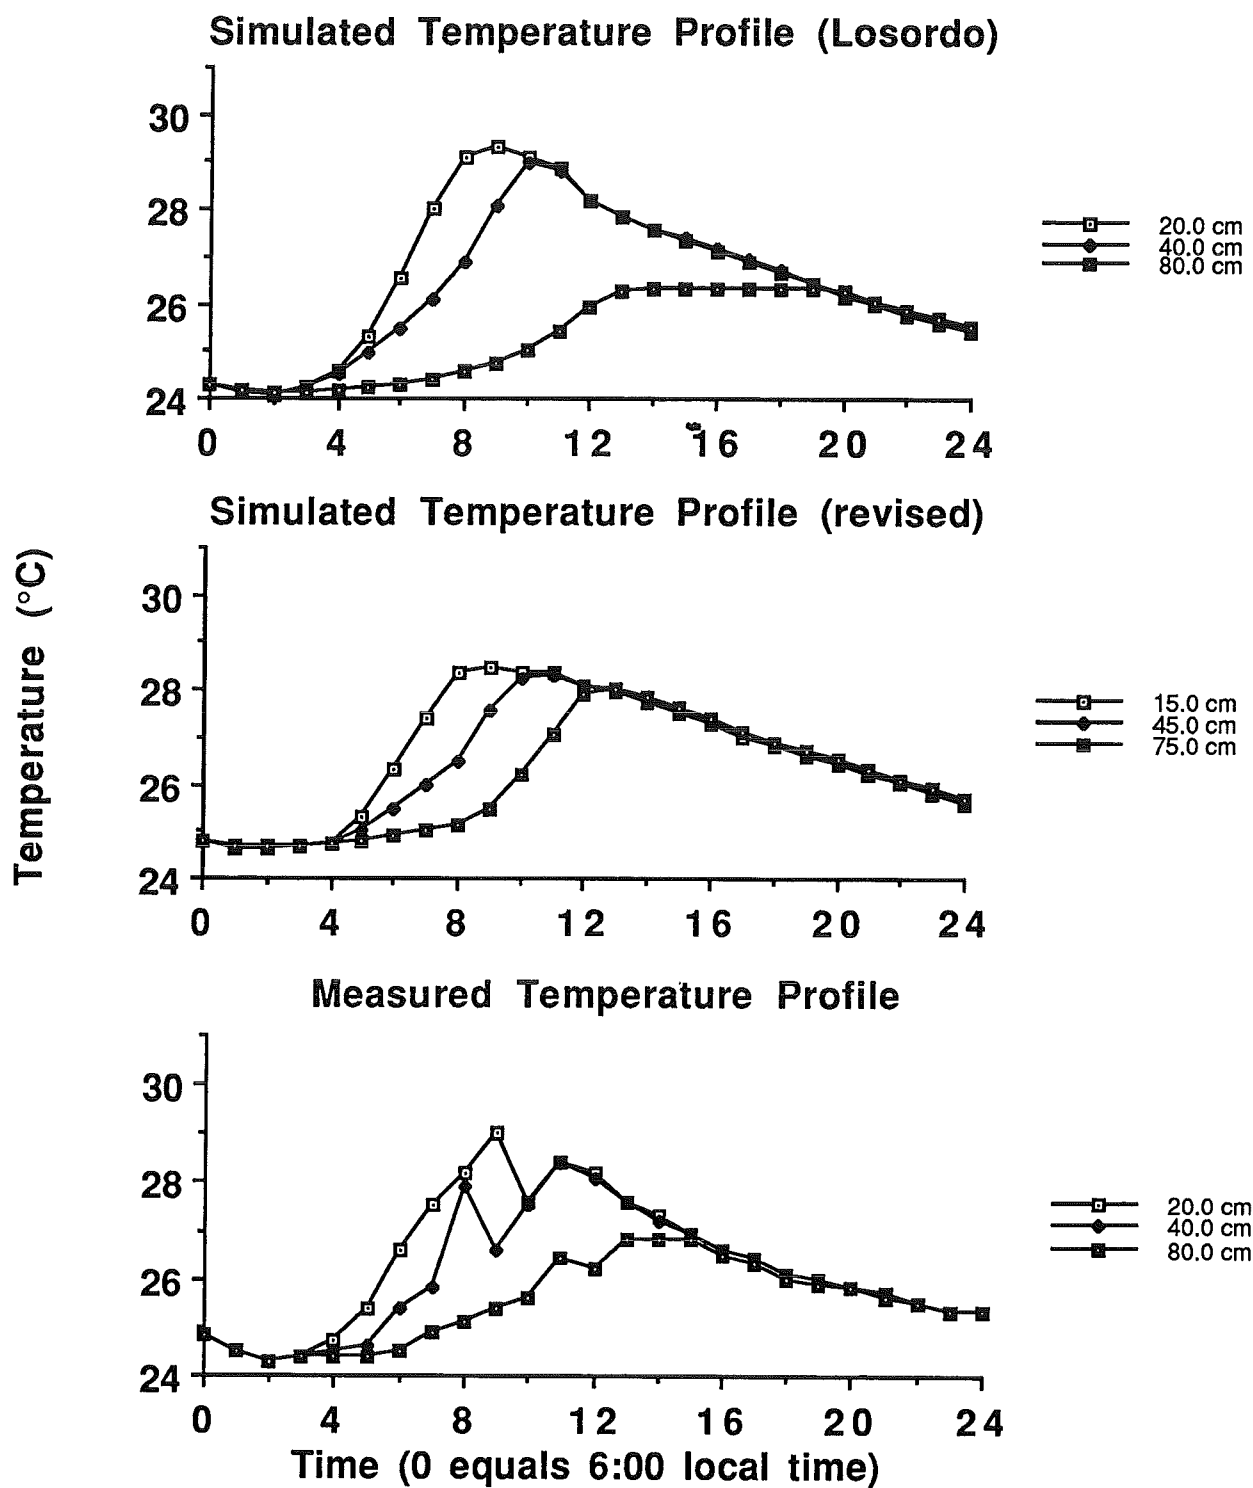 Simulated Temperature Profile (Losordo)
30
28
26
24
0 4 8 12 16 20 24
20.0 cm
40.0 cm
80.0 cm
Simulated Temperature Profile (revised)
Temperature (°C)
30
28
26
24
0 4 8 12 16 20 24
15.0 cm
45.0 cm
75.0 cm
Measured Temperature Profile
30
28
26
24
0 4 8 12 16 20 24
20.0 cm
40.0 cm
80.0 cm
Time (0 equals 6:00 local time)